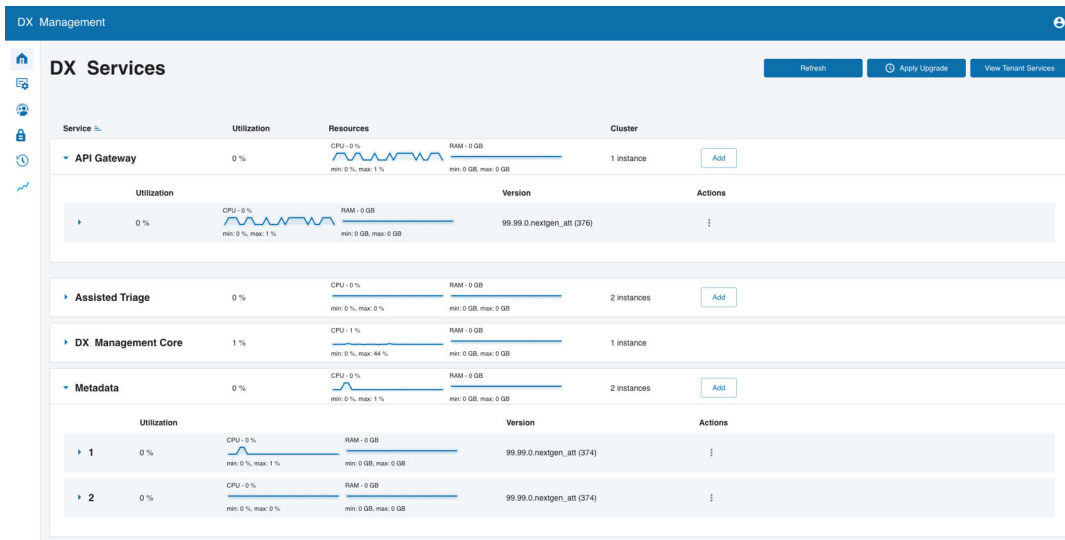 DX Management
DX Services
Refresh
Apply Upgrade
View Tenant Services
Service Utilization Resources Cluster
API Gateway 0 % CPU - 0 % RAM - 0 GB 1 instance Add
min: 0 %, max: 1 % min: 0 GB, max: 0 GB
Utilization Version Actions
0 % CPU - 0 % RAM - 0 GB 99.99.0.nextgen_att (376)
min: 0 %, max: 1 % min: 0 GB, max: 0 GB
Assisted Triage 0 % CPU - 0 % RAM - 0 GB 2 instances Add
min: 0 %, max: 0 % min: 0 GB, max: 0 GB
DX Management Core 1 % CPU - 1 % RAM - 0 GB 1 instance
min: 0 %, max: 44 % min: 0 GB, max: 0 GB
Metadata 0 % CPU - 0 % RAM - 0 GB 2 instances Add
min: 0 %, max: 1 % min: 0 GB, max: 0 GB
Utilization Version Actions
1 0 % CPU - 0 % RAM - 0 GB 99.99.0.nextgen_att (374)
min: 0 %, max: 1 % min: 0 GB, max: 0 GB
2 0 % CPU - 0 % RAM - 0 GB 99.99.0.nextgen_att (374)
min: 0 %, max: 0 % min: 0 GB, max: 0 GB